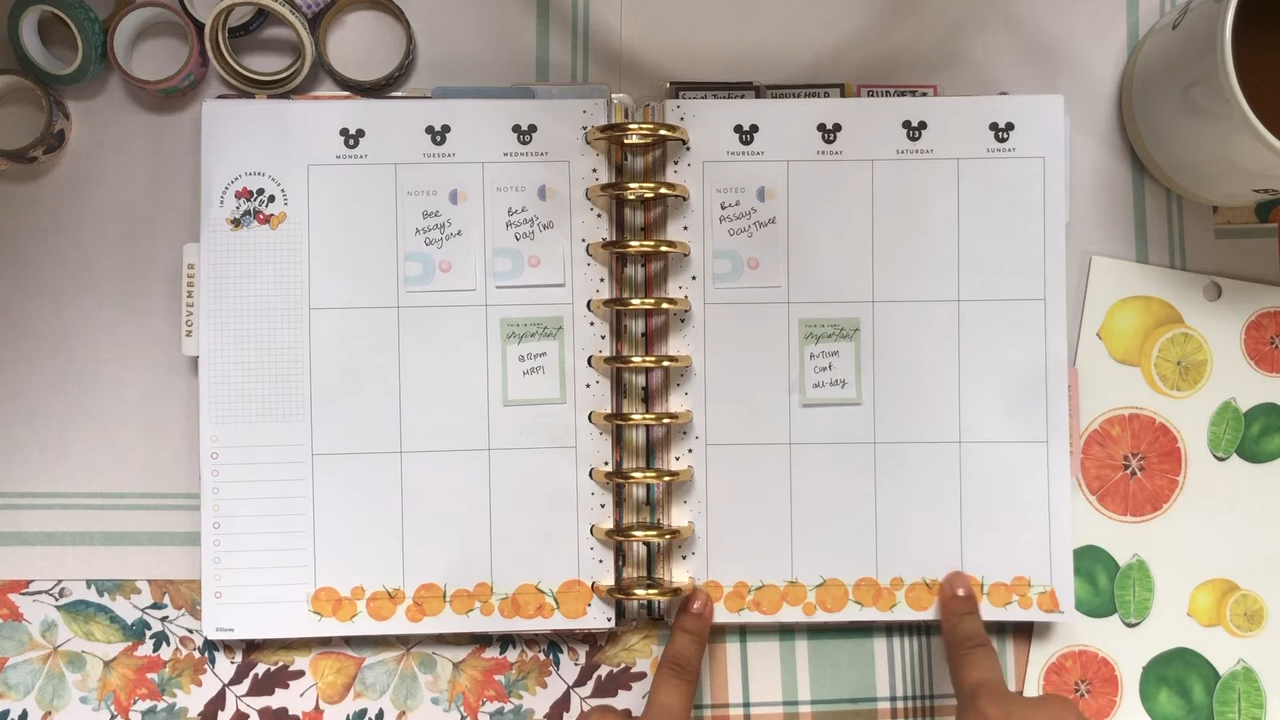 Social Justice
HOUSEHOLD
BUDGET
NOVEMBER
IMPORTANT TASKS THIS WEEK
8
MONDAY
9
TUESDAY
10
WEDNESDAY
11
THURSDAY
12
FRIDAY
13
SATURDAY
SUNDAY
NOTED
Bee
Assays
Day one
NOTED
Bee
Assays
Day TWO
NOTED
Bee
Assays
Day Three
THIS IS VERY
important
@8pm
MRPI
THIS IS VERY
important
AUTISM
Conf.
all-day
©Disney